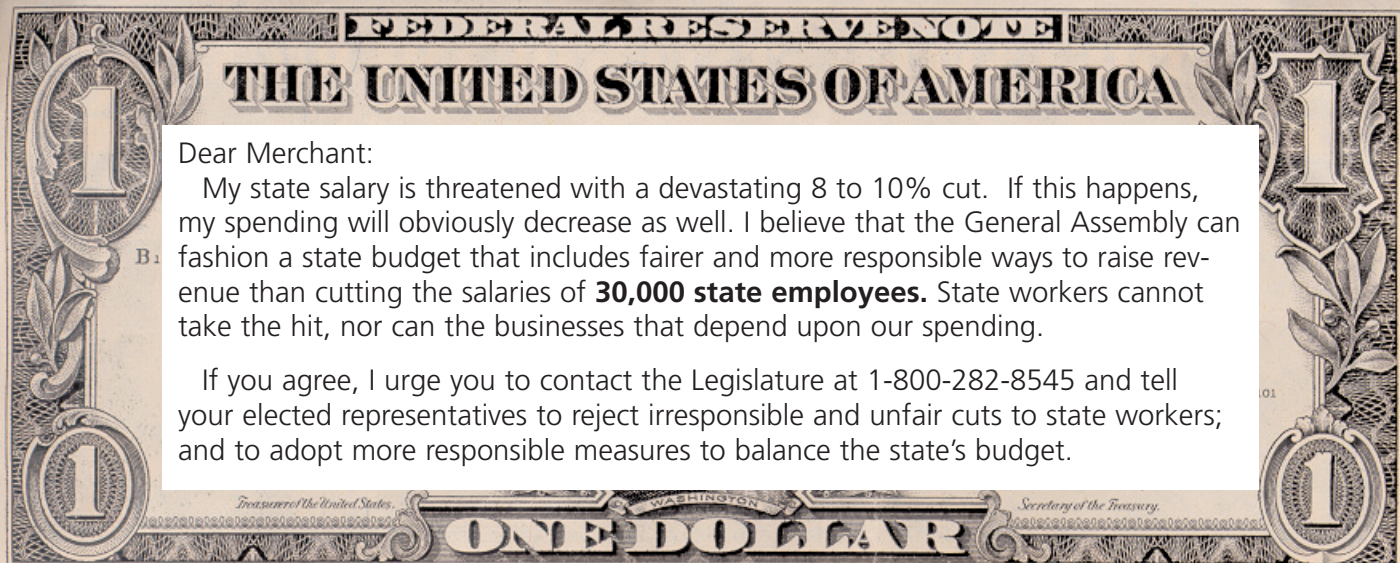 FEDERAL RESERVE NOTE
THE UNITED STATES OF AMERICA
1
1
Dear Merchant:
My state salary is threatened with a devastating 8 to 10% cut.  If this happens,
my spending will obviously decrease as well. I believe that the General Assembly can
fashion a state budget that includes fairer and more responsible ways to raise rev-
enue than cutting the salaries of 30,000 state employees. State workers cannot
take the hit, nor can the businesses that depend upon our spending.
If you agree, I urge you to contact the Legislature at 1-800-282-8545 and tell
your elected representatives to reject irresponsible and unfair cuts to state workers;
and to adopt more responsible measures to balance the state’s budget.
1
1
Treasurer of the United States.
WASHINGTON
Secretary of the Treasury.
ONE DOLLAR